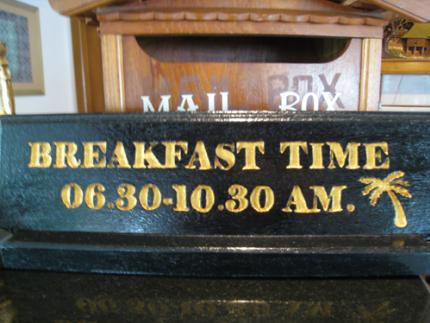 MAIL BOX
BREAKFAST TIME
06.30-10.30 AM.